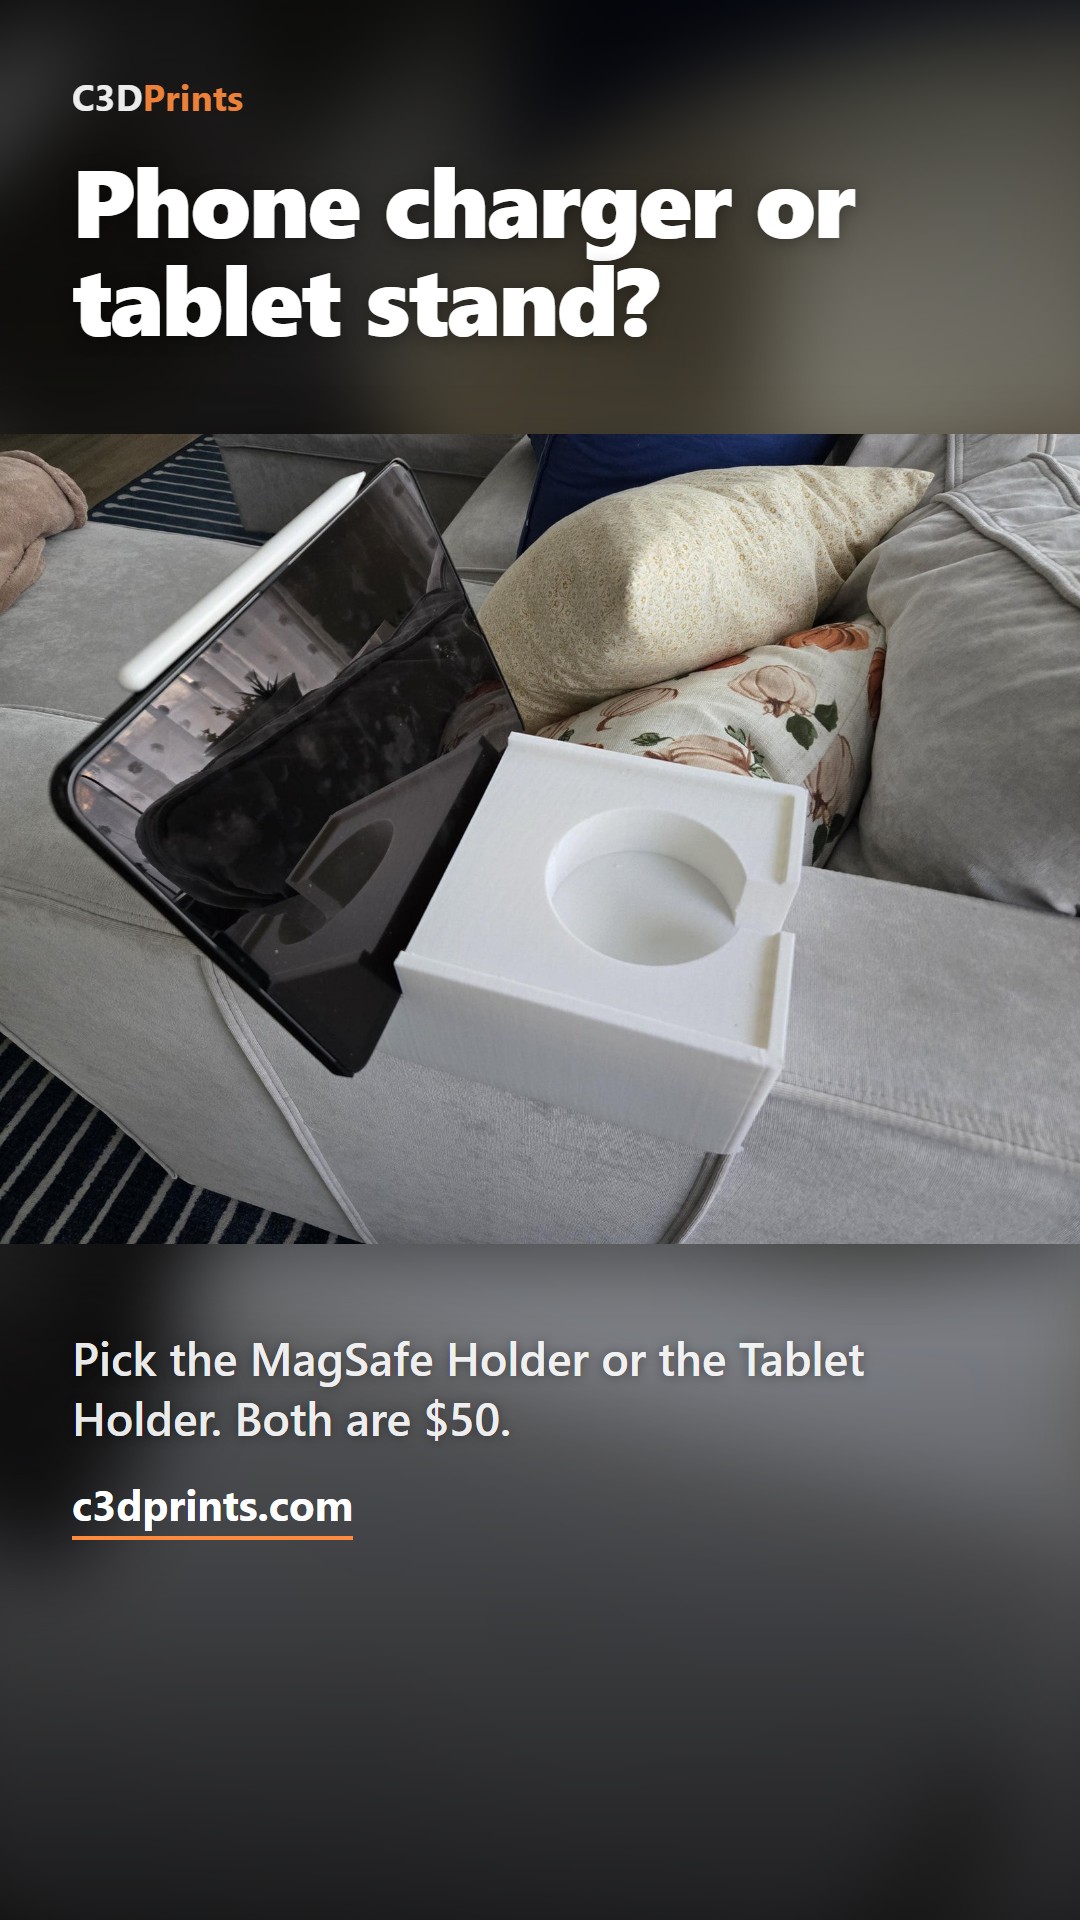 C3DPrints
Phone charger or
tablet stand?
Pick the MagSafe Holder or the Tablet
Holder. Both are $50.
c3dprints.com